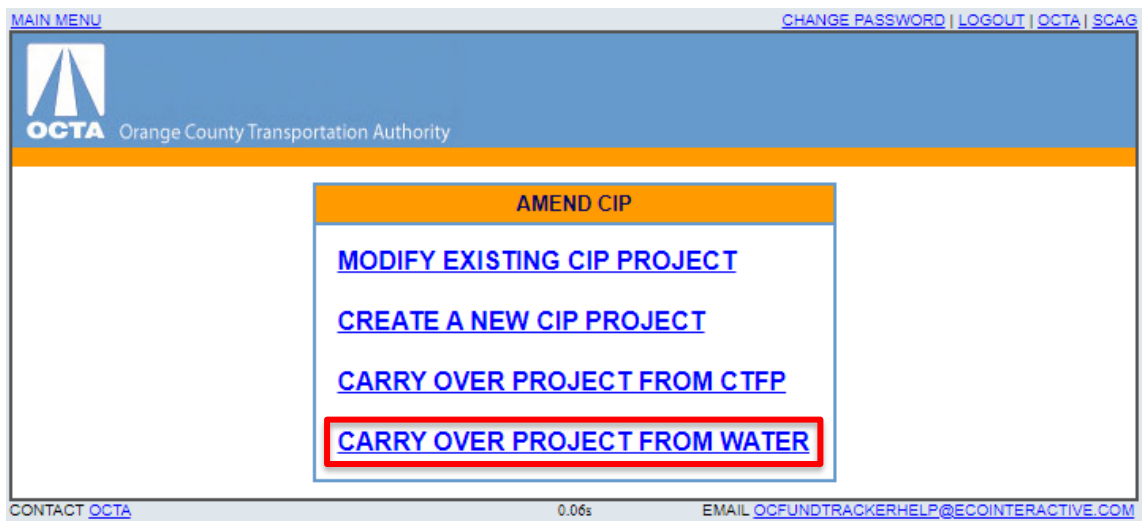 MAIN MENU CHANGE PASSWORD | LOGOUT | OCTA | SCAG
OCTA Orange County Transportation Authority
AMEND CIP
MODIFY EXISTING CIP PROJECT
CREATE A NEW CIP PROJECT
CARRY OVER PROJECT FROM CTFP
CARRY OVER PROJECT FROM WATER
CONTACT OCTA 0.06s EMAIL OCFUNDTRACKERHELP@ECOINTERACTIVE.COM